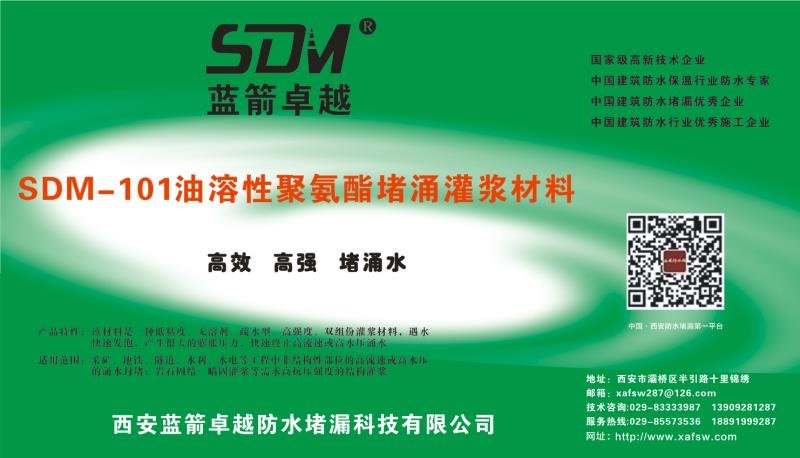 SDM®
蓝箭卓越
国家级高新技术企业
中国建筑防水保温行业防水专家
中国建筑防水堵漏优秀企业
中国建筑防水行业优秀施工企业
SDM-101油溶性聚氨酯堵涌灌浆材料
高效 高强 堵涌水
中国·西安防水堵漏第一平台
产品特性：该材料是一种低粘度、无溶剂、疏水型、高强度、双组份灌浆材料，遇水
快速发泡、产生很大的膨胀压力、快速终止高流速或高水压涌水
适用范围：采矿、地铁、隧道、水利、水电等工程中非结构性部位的高流速或高水压
的涌水封堵；岩石固结、塌固灌浆等需求高抗压强度的结构灌浆
地址：西安市灞桥区半引路十里锦绣
邮箱：xafsw287@126.com
技术咨询:029-83333987 13909281287
服务热线:029-85573536 18891999287
网址：http://www.xafsw.com
西安蓝箭卓越防水堵漏科技有限公司